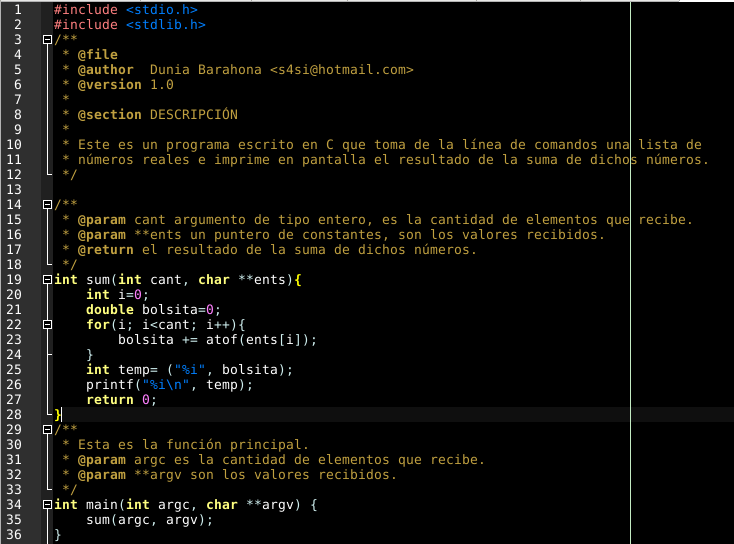 1 #include <stdio.h>
2 #include <stdlib.h>
3 /**
4  * @file
5  * @author  Dunia Barahona <s4si@hotmail.com>
6  * @version 1.0
7  *
8  * @section DESCRIPCIÓN
9  *
10  * Este es un programa escrito en C que toma de la línea de comandos una lista de
11  * números reales e imprime en pantalla el resultado de la suma de dichos números.
12  */
13
14 /**
15  * @param cant argumento de tipo entero, es la cantidad de elementos que recibe.
16  * @param **ents un puntero de constantes, son los valores recibidos.
17  * @return el resultado de la suma de dichos números.
18  */
19 int sum(int cant, char **ents){
20     int i=0;
21     double bolsita=0;
22     for(i; i<cant; i++){
23         bolsita += atof(ents[i]);
24     }
25     int temp= ("%i", bolsita);
26     printf("%i\n", temp);
27     return 0;
28 }
29 /**
30  * Esta es la función principal.
31  * @param argc es la cantidad de elementos que recibe.
32  * @param **argv son los valores recibidos.
33  */
34 int main(int argc, char **argv) {
35     sum(argc, argv);
36 }